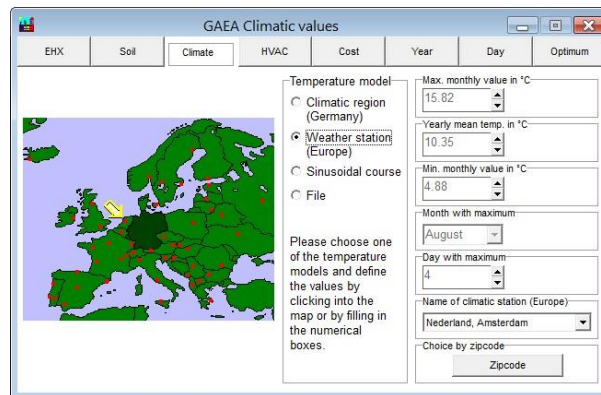 GAEA Climatic values
EHX
Soil
Climate
HVAC
Cost
Year
Day
Optimum
Temperature model
Climatic region
(Germany)
Weather station
(Europe)
Sinusoidal course
File
Please choose one
of the temperature
models and define
the values by
clicking into the
map or by filling in
the numerical
boxes.
Max. monthly value in °C
15.82
Yearly mean temp. in °C
10.35
Min. monthly value in °C
4.88
Month with maximum
August
Day with maximum
4
Name of climatic station (Europe)
Nederland, Amsterdam
Choice by zipcode
Zipcode